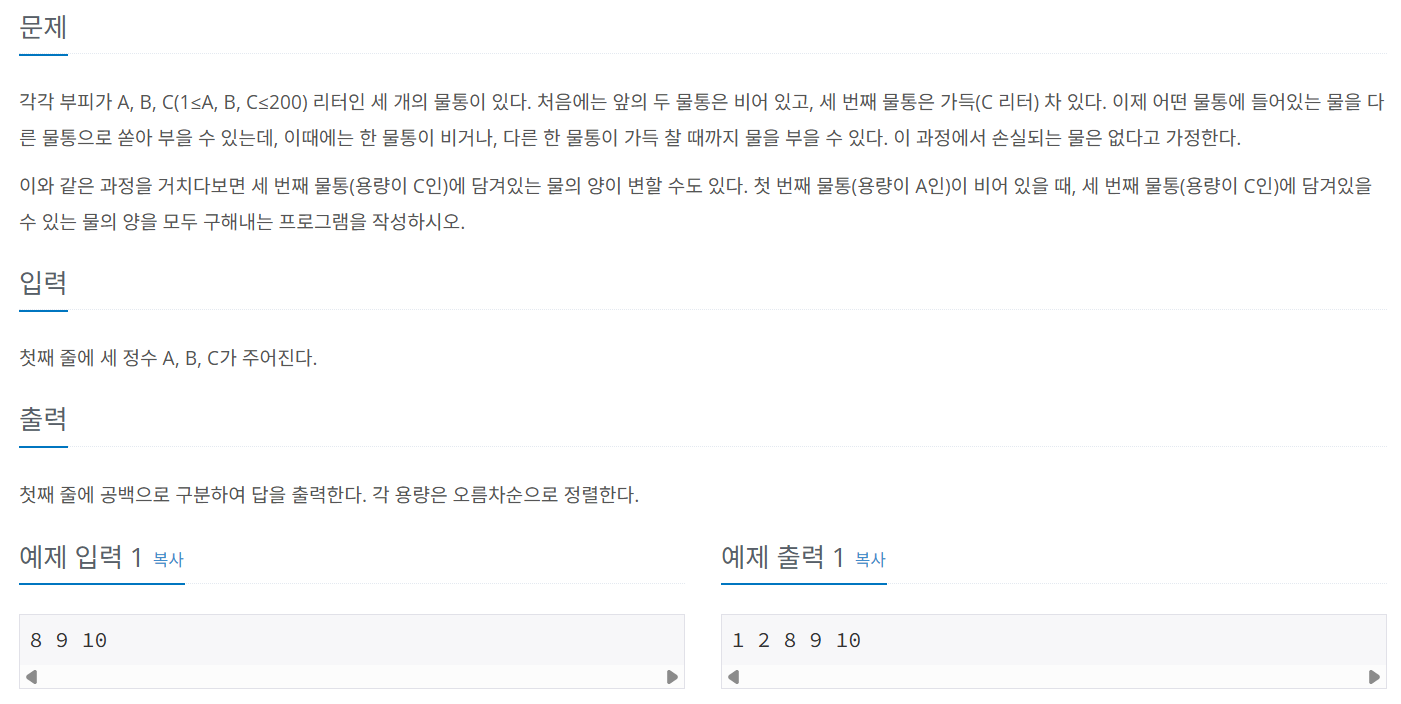 문제
각각 부피가 A, B, C(1≤A, B, C≤200) 리터인 세 개의 물통이 있다. 처음에는 앞의 두 물통은 비어 있고, 세 번째 물통은 가득(C 리터) 차 있다. 이제 어떤 물통에 들어있는 물을 다
른 물통으로 쏟아 부을 수 있는데, 이때에는 한 물통이 비거나, 다른 한 물통이 가득 찰 때까지 물을 부을 수 있다. 이 과정에서 손실되는 물은 없다고 가정한다.
이와 같은 과정을 거치다보면 세 번째 물통(용량이 C인)에 담겨있는 물의 양이 변할 수도 있다. 첫 번째 물통(용량이 A인)이 비어 있을 때, 세 번째 물통(용량이 C인)에 담겨있을
수 있는 물의 양을 모두 구해내는 프로그램을 작성하시오.
입력
첫째 줄에 세 정수 A, B, C가 주어진다.
출력
첫째 줄에 공백으로 구분하여 답을 출력한다. 각 용량은 오름차순으로 정렬한다.
예제 입력 1 복사
8 9 10
예제 출력 1 복사
1 2 8 9 10